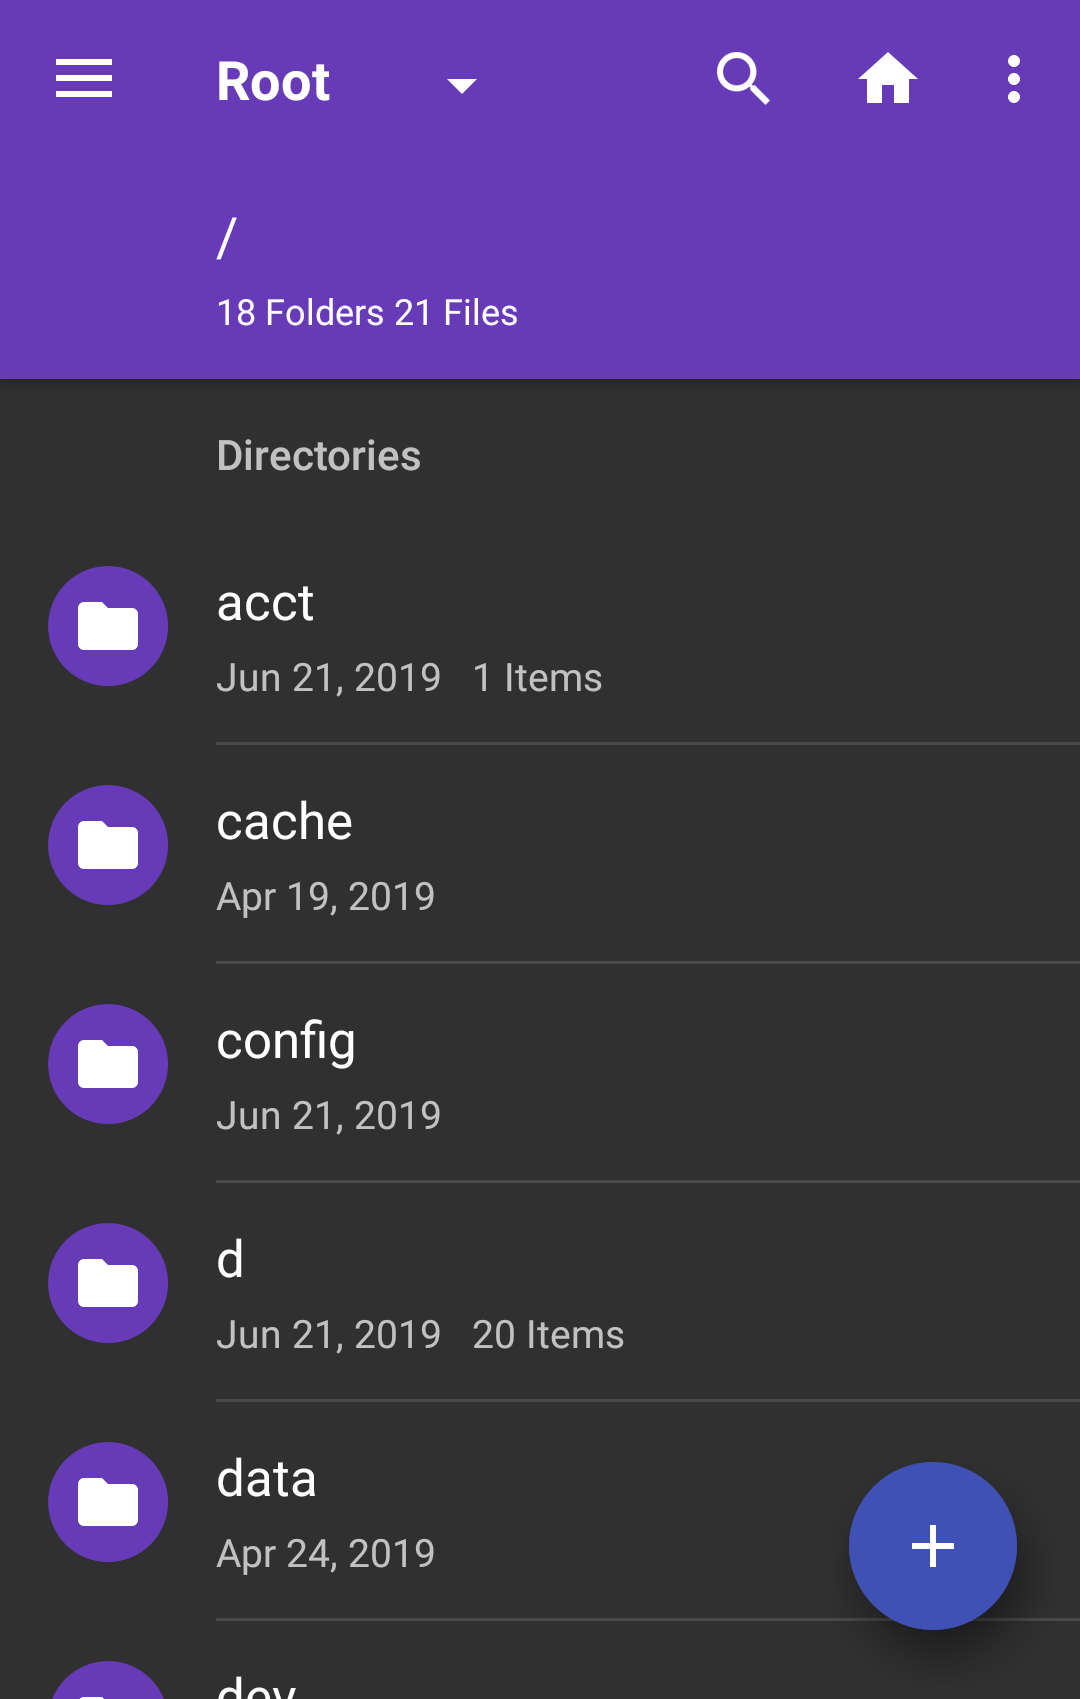 Root
/
18 Folders 21 Files
Directories
acct
Jun 21, 2019 1 Items
cache
Apr 19, 2019
config
Jun 21, 2019
d
Jun 21, 2019 20 Items
data
Apr 24, 2019
dev